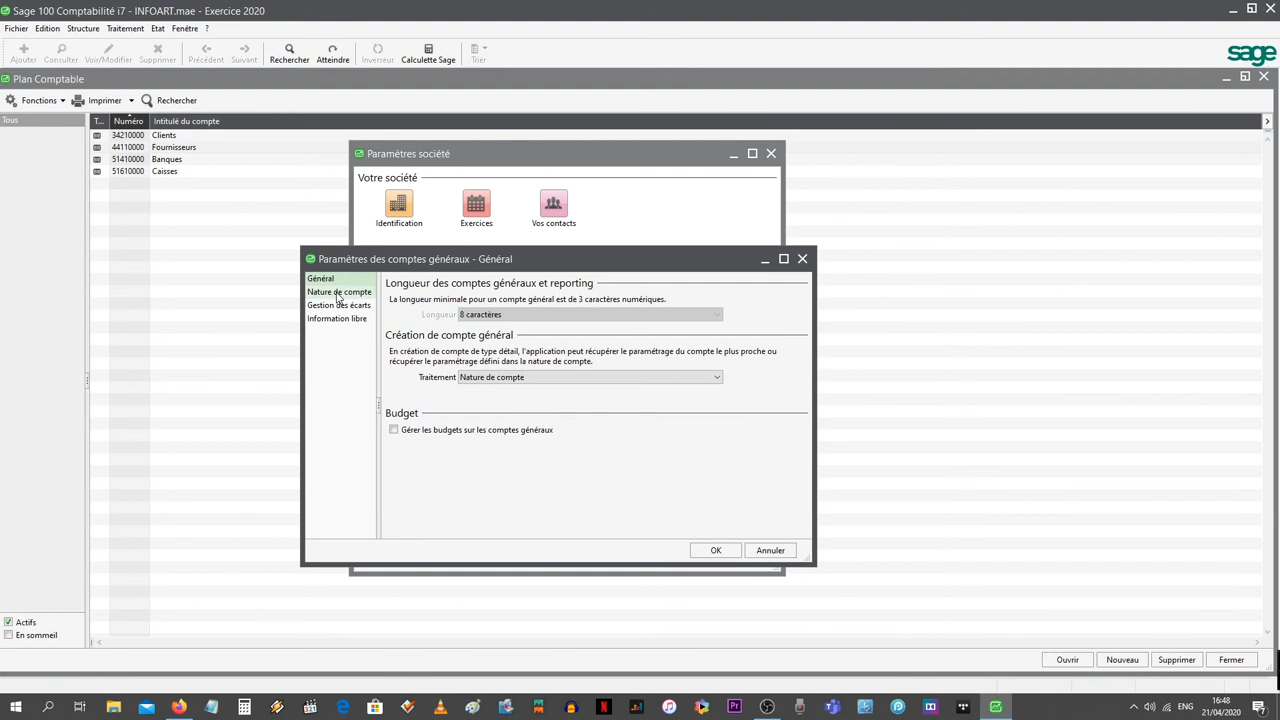 Sage 100 Comptabilité i7 - INFOART.mae - Exercice 2020
Fichier Edition Structure Traitement Etat Fenêtre ?
Ajouter Consulter Voir/Modifier Supprimer Précédent Suivant Rechercher Atteindre Inverseur Calculette Sage Trier
sage
Plan Comptable
Fonctions Imprimer Rechercher
Tous
T... Numéro Intitulé du compte
34210000 Clients
44110000 Fournisseurs
51410000 Banques
51610000 Caisses
Paramètres société
Votre société
Identification Exercices Vos contacts
Paramètres des comptes généraux - Général
Général
Nature de compte
Gestion des écarts
Information libre
Longueur des comptes généraux et reporting
La longueur minimale pour un compte général est de 3 caractères numériques.
Longueur 8 caractères
Création de compte général
En création de compte de type détail, l'application peut récupérer le paramétrage du compte le plus proche ou
récupérer le paramétrage défini dans la nature de compte.
Traitement Nature de compte
Budget
Gérer les budgets sur les comptes généraux
OK Annuler
Actifs
En sommeil
Ouvrir Nouveau Supprimer Fermer
ENG
16:48
21/04/2020